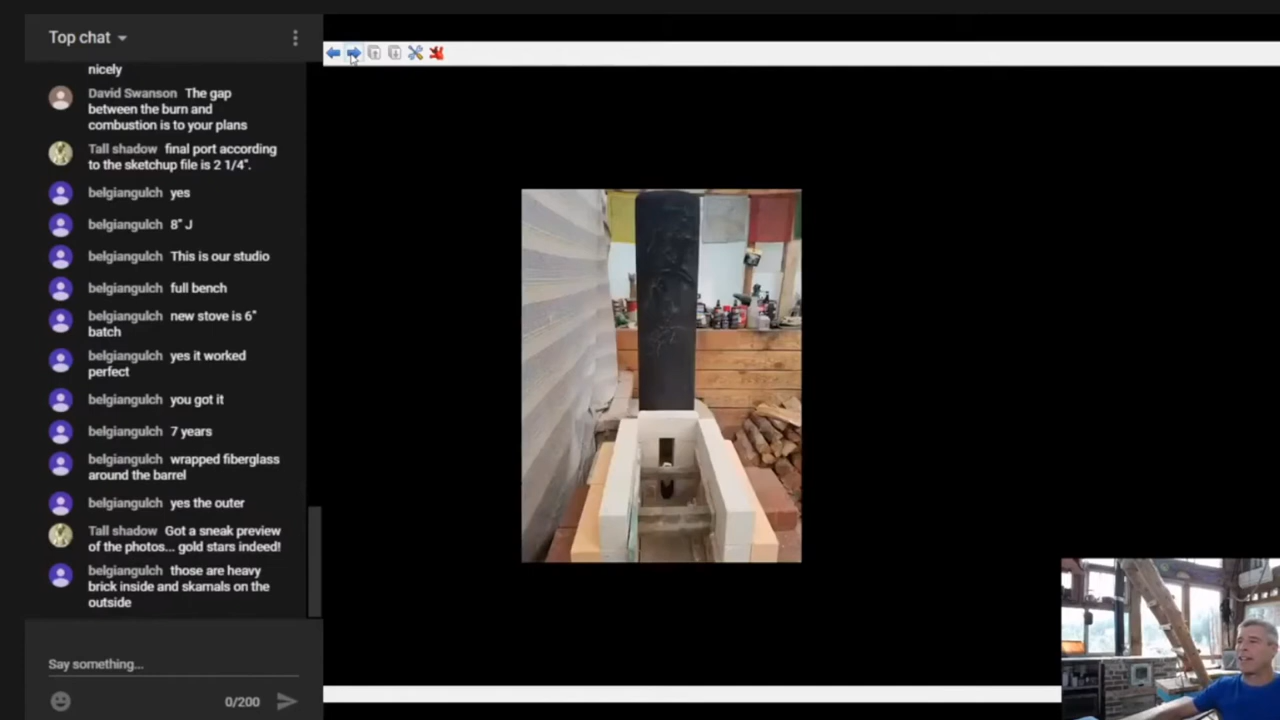 Top chat
nicely
David Swanson The gap
between the burn and
combustion is to your plans
Tall shadow final port according
to the sketchup file is 2 1/4".
belgiangulch yes
belgiangulch 8" J
belgiangulch This is our studio
belgiangulch full bench
belgiangulch new stove is 6"
batch
belgiangulch yes it worked
perfect
belgiangulch you got it
belgiangulch 7 years
belgiangulch wrapped fiberglass
around the barrel
belgiangulch yes the outer
Tall shadow Got a sneak preview
of the photos... gold stars indeed!
belgiangulch those are heavy
brick inside and skamals on the
outside
Say something...
0/200